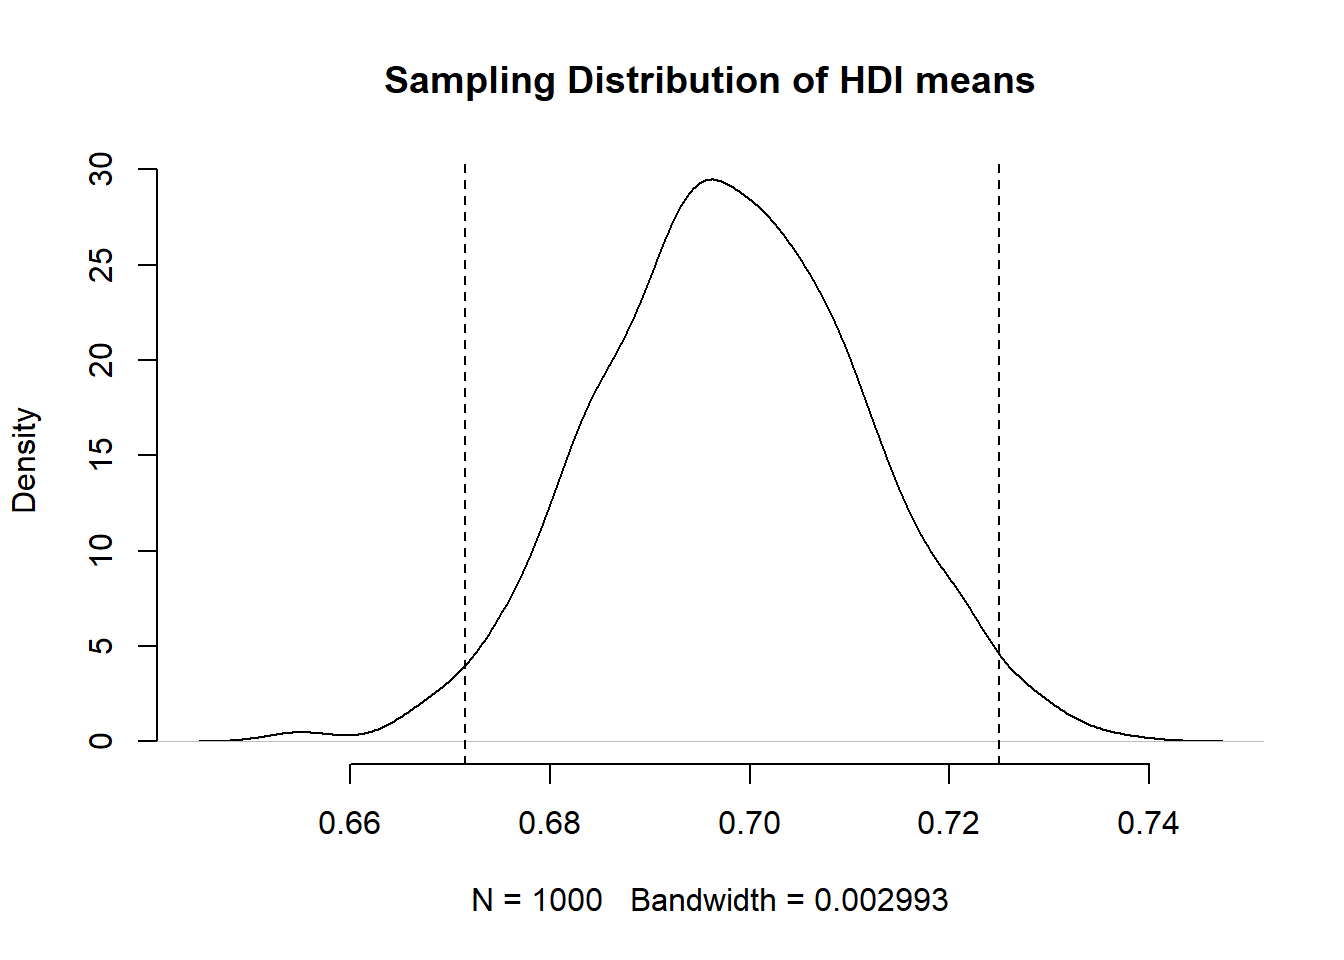 Sampling Distribution of HDI means
Density
30
25
20
15
10
5
0
0.66 0.68 0.70 0.72 0.74
N = 1000 Bandwidth = 0.002993